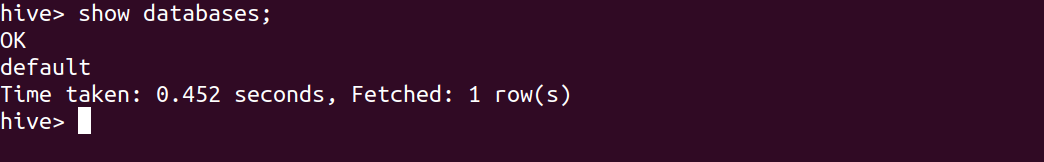 hive> show databases;
OK
default
Time taken: 0.452 seconds, Fetched: 1 row(s)
hive>